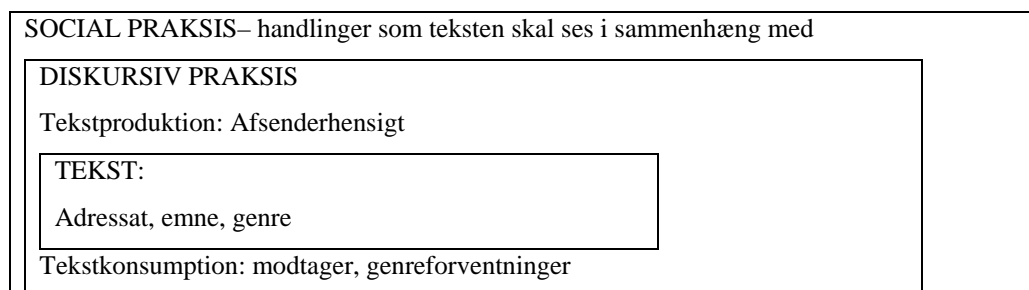 SOCIAL PRAKSIS– handlinger som teksten skal ses i sammenhæng med
DISKURSIV PRAKSIS
Tekstproduktion: Afsenderhensigt
TEKST:
Adressat, emne, genre
Tekstkonsumption: modtager, genreforventninger